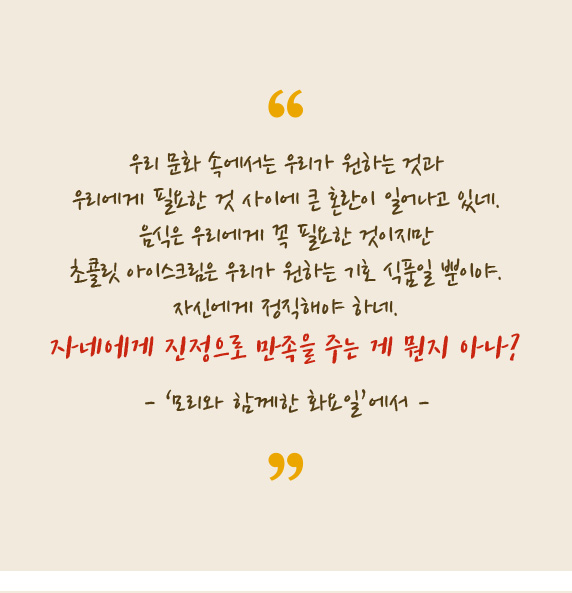 “
우리 문화 속에서는 우리가 원하는 것과
우리에게 필요한 것 사이에 큰 혼란이 일어나고 있네.
음식은 우리에게 꼭 필요한 것이지만
초콜릿 아이스크림은 우리가 원하는 기호 식품일 뿐이야.
자신에게 정직해야 하네.
자네에게 진정으로 만족을 주는 게 뭔지 아나?
- ‘모리와 함께한 화요일’에서 -
”